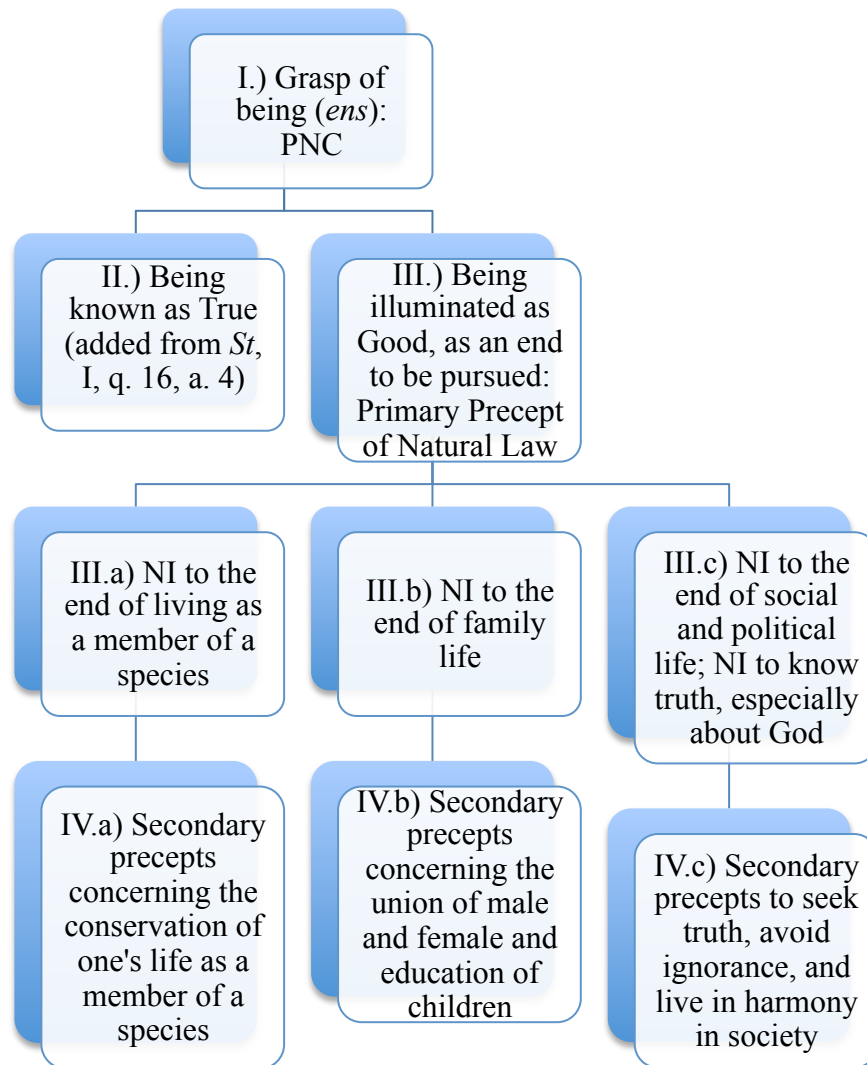 I.) Grasp of
being (ens):
PNC
II.) Being
known as True
(added from St,
I, q. 16, a. 4)
III.) Being
illuminated as
Good, as an end
to be pursued:
Primary Precept
of Natural Law
III.a) NI to the
end of living as
a member of a
species
III.b) NI to the
end of family
life
III.c) NI to the
end of social
and political
life; NI to know
truth, especially
about God
IV.a) Secondary
precepts
concerning the
conservation of
one's life as a
member of a
species
IV.b) Secondary
precepts
concerning the
union of male
and female and
education of
children
IV.c) Secondary
precepts to seek
truth, avoid
ignorance, and
live in harmony
in society